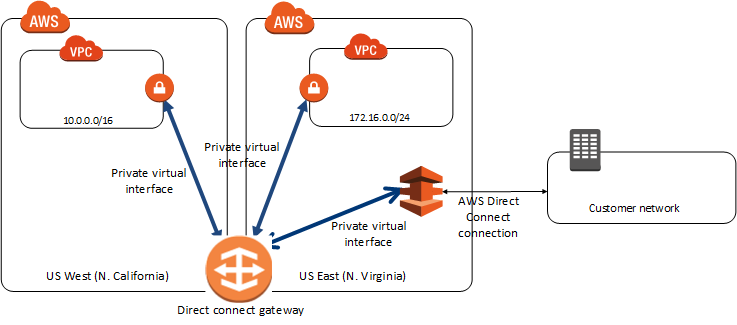 AWS
AWS
VPC
VPC
10.0.0.0/16
172.16.0.0/24
Private virtual
interface
Private virtual
interface
AWS Direct
Connect
connection
Customer network
Private virtual
interface
US West (N. California)
US East (N. Virginia)
Direct connect gateway